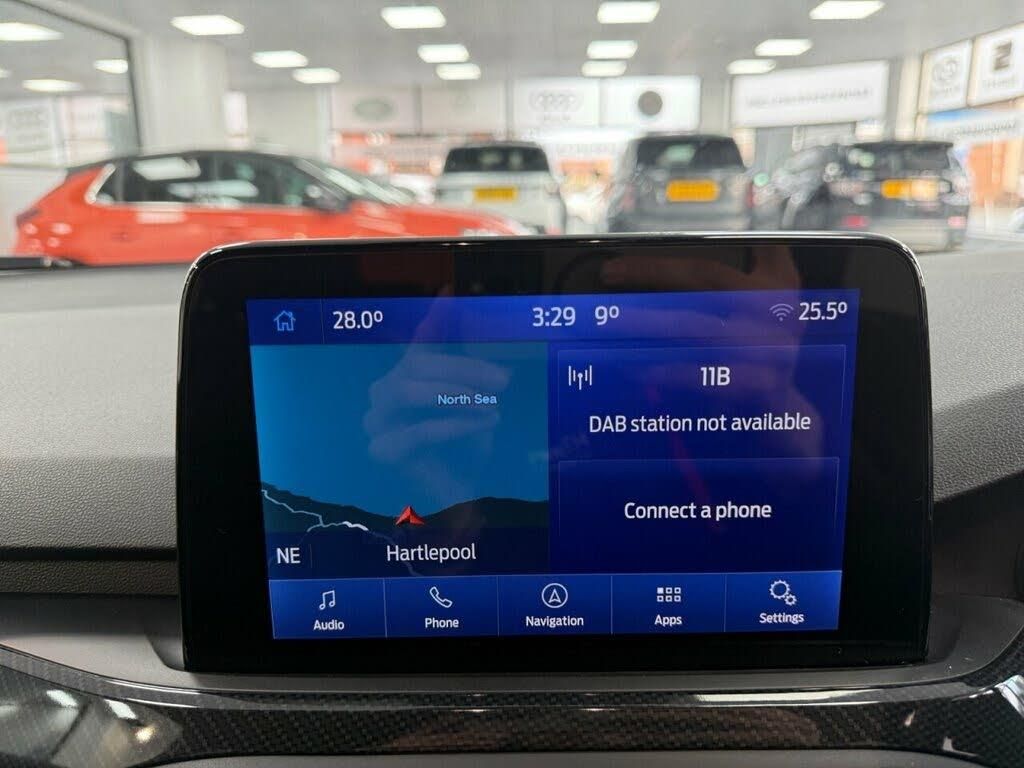 28.0° 3:29 9° 25.5°
North Sea
11B
DAB station not available
Connect a phone
NE Hartlepool
Audio Phone Navigation Apps Settings